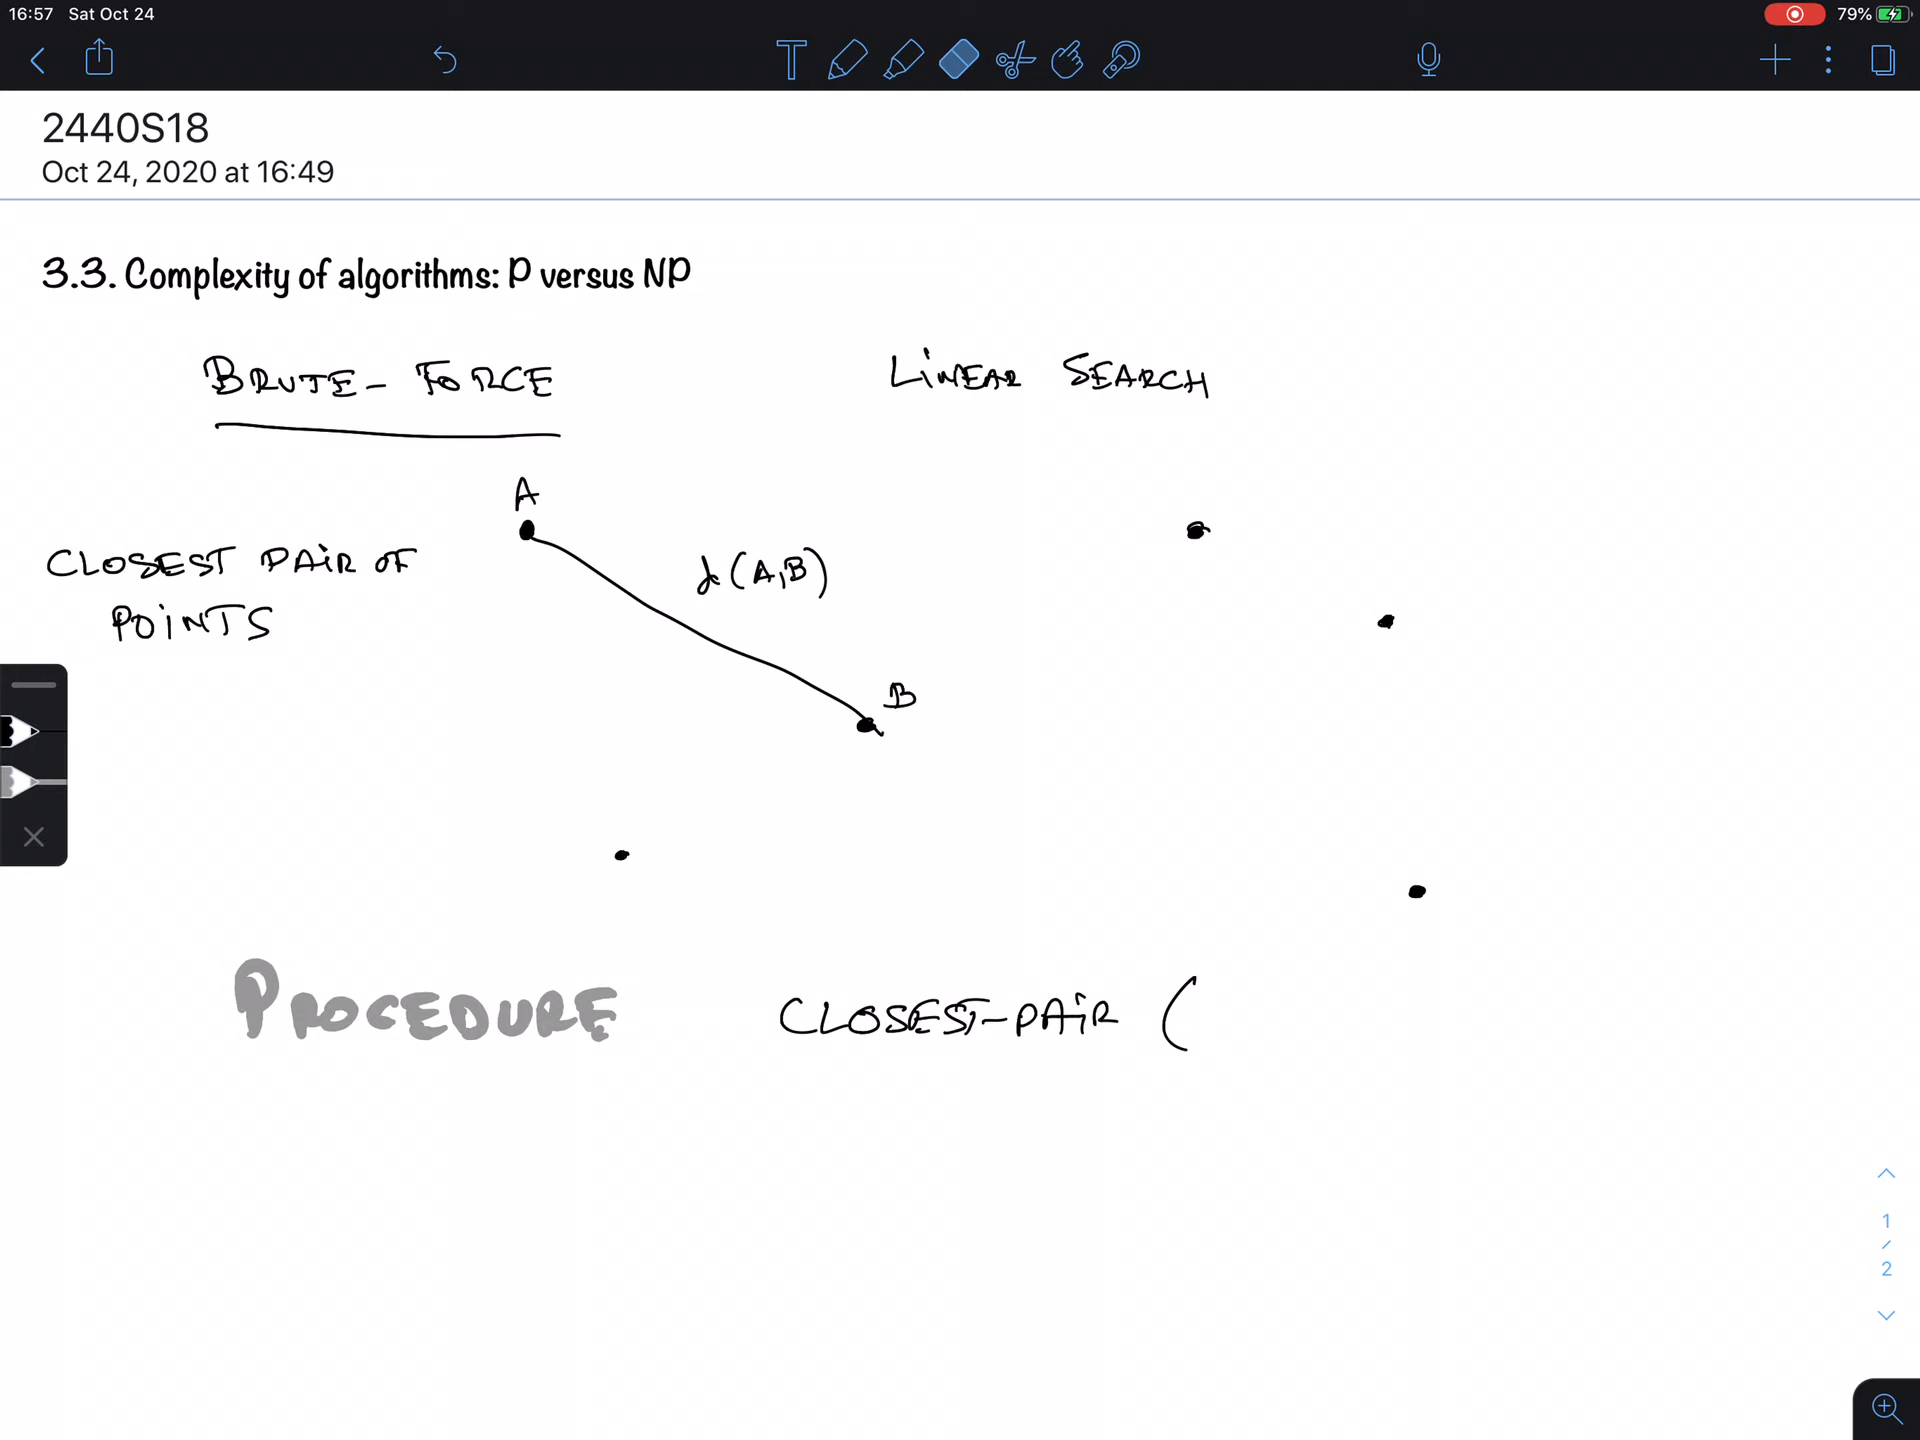 16:57 Sat Oct 24 79%
2440S18
Oct 24, 2020 at 16:49
3.3. Complexity of algorithms: P versus NP
BRUTE-FORCE LINEAR SEARCH
A
CLOSEST PAIR OF
POINTS
d(A,B)
B
PROCEDURE CLOSEST-PAIR (
1
/
2